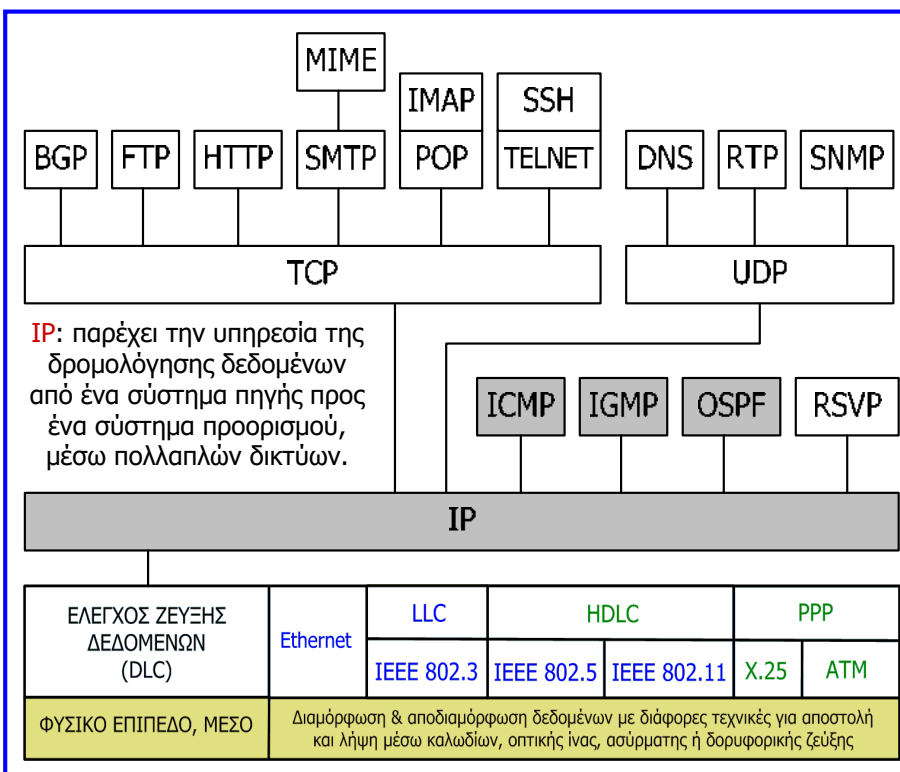 MIME
IMAP SSH
BGP FTP HTTP SMTP POP TELNET DNS RTP SNMP
TCP UDP
IP: παρέχει την υπηρεσία της
δρομολόγησης δεδομένων
από ένα σύστημα πηγής προς
ένα σύστημα προορισμού,
μέσω πολλαπλών δικτύων.
ICMP IGMP OSPF RSVP
IP
ΕΛΕΓΧΟΣ ΖΕΥΞΗΣ
ΔΕΔΟΜΕΝΩΝ
(DLC)
Ethernet
LLC HDLC PPP
IEEE 802.3 IEEE 802.5 IEEE 802.11 X.25 ATM
ΦΥΣΙΚΟ ΕΠΙΠΕΔΟ, ΜΕΣΟ
Διαμόρφωση & αποδιαμόρφωση δεδομένων με διάφορες τεχνικές για αποστολή
και λήψη μέσω καλωδίων, οπτικής ίνας, ασύρματης ή δορυφορικής ζεύξης